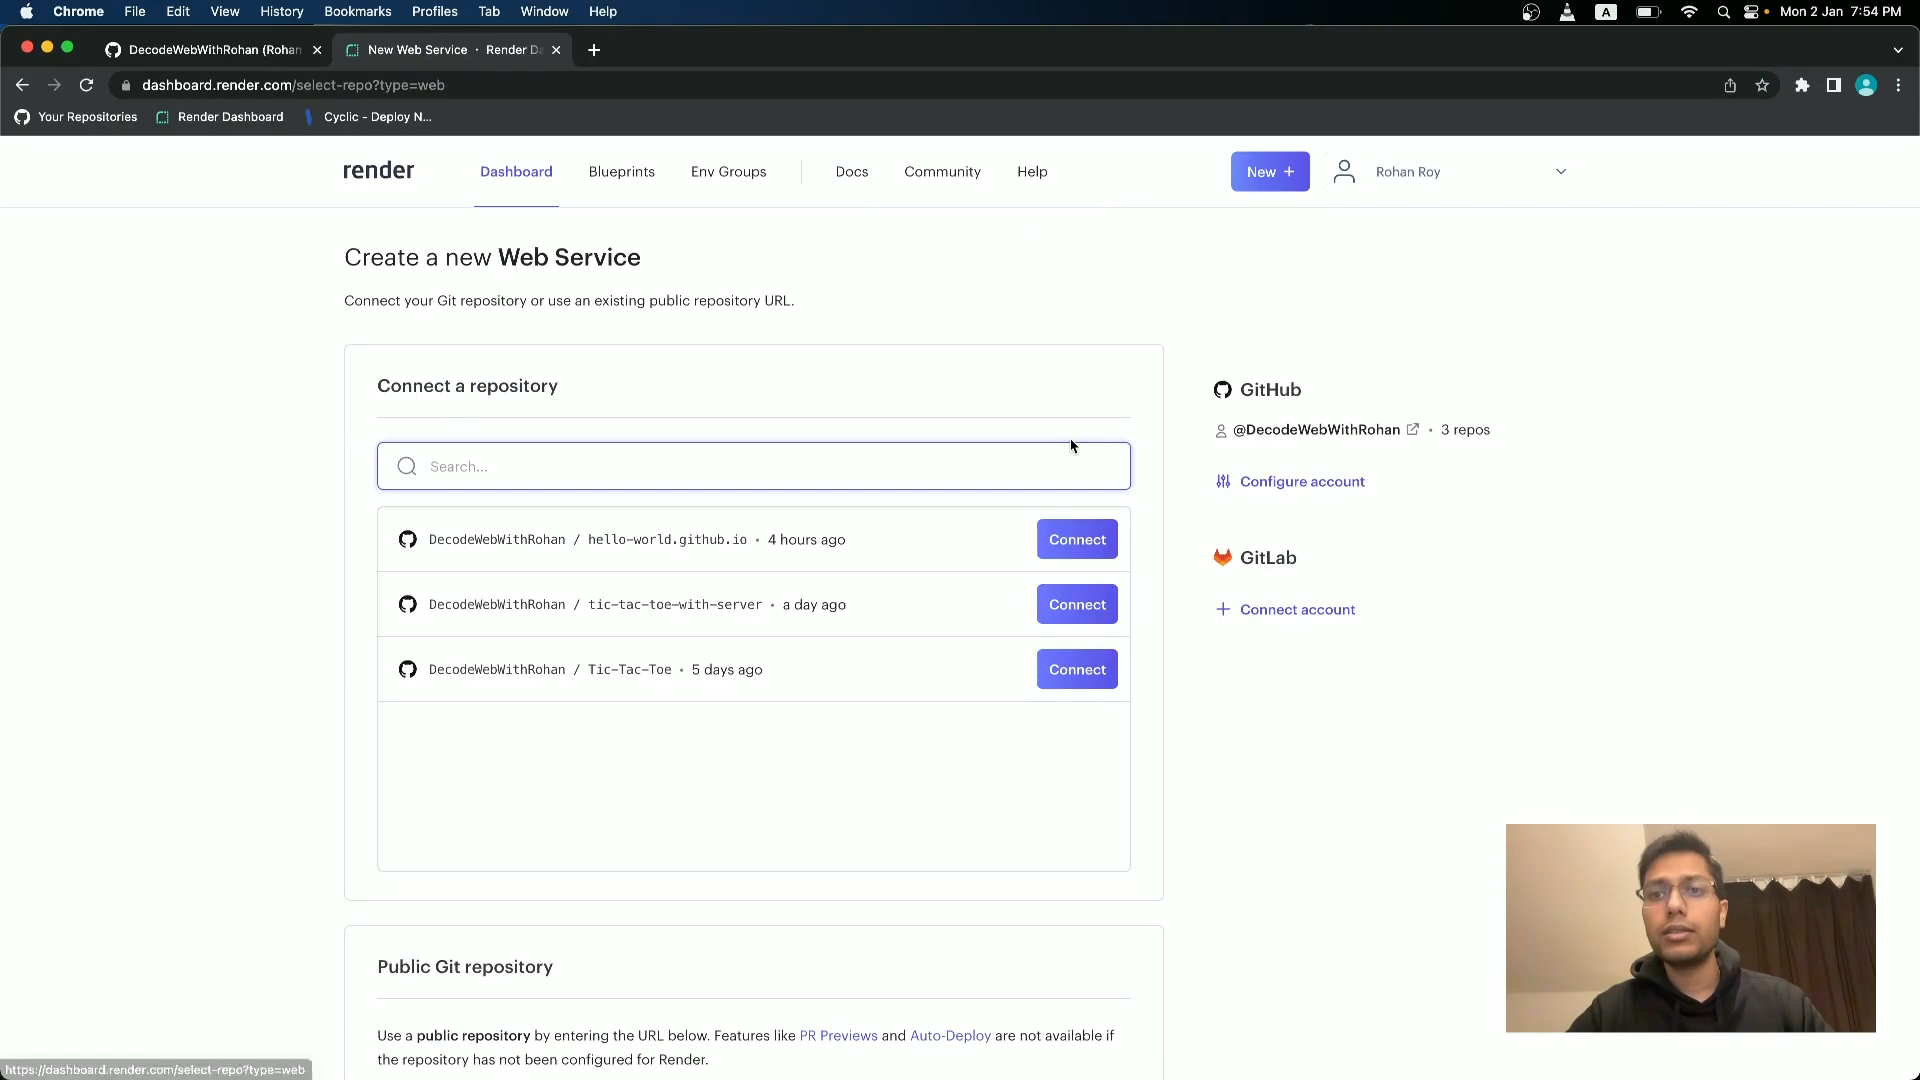 Chrome File Edit View History Bookmarks Profiles Tab Window Help A Mon 2 Jan 7:54 PM
DecodeWebWithRohan (Rohan New Web Service · Render Da
dashboard.render.com/select-repo?type=web
Your Repositories Render Dashboard Cyclic - Deploy N...
render Dashboard Blueprints Env Groups Docs Community Help New + Rohan Roy
Create a new Web Service
Connect your Git repository or use an existing public repository URL.
Connect a repository
Search...
DecodeWebWithRohan / hello-world.github.io • 4 hours ago Connect
DecodeWebWithRohan / tic-tac-toe-with-server • a day ago Connect
DecodeWebWithRohan / Tic-Tac-Toe • 5 days ago Connect
GitHub
@DecodeWebWithRohan • 3 repos
Configure account
GitLab
Connect account
Public Git repository
Use a public repository by entering the URL below. Features like PR Previews and Auto-Deploy are not available if
the repository has not been configured for Render.
https://dashboard.render.com/select-repo?type=web